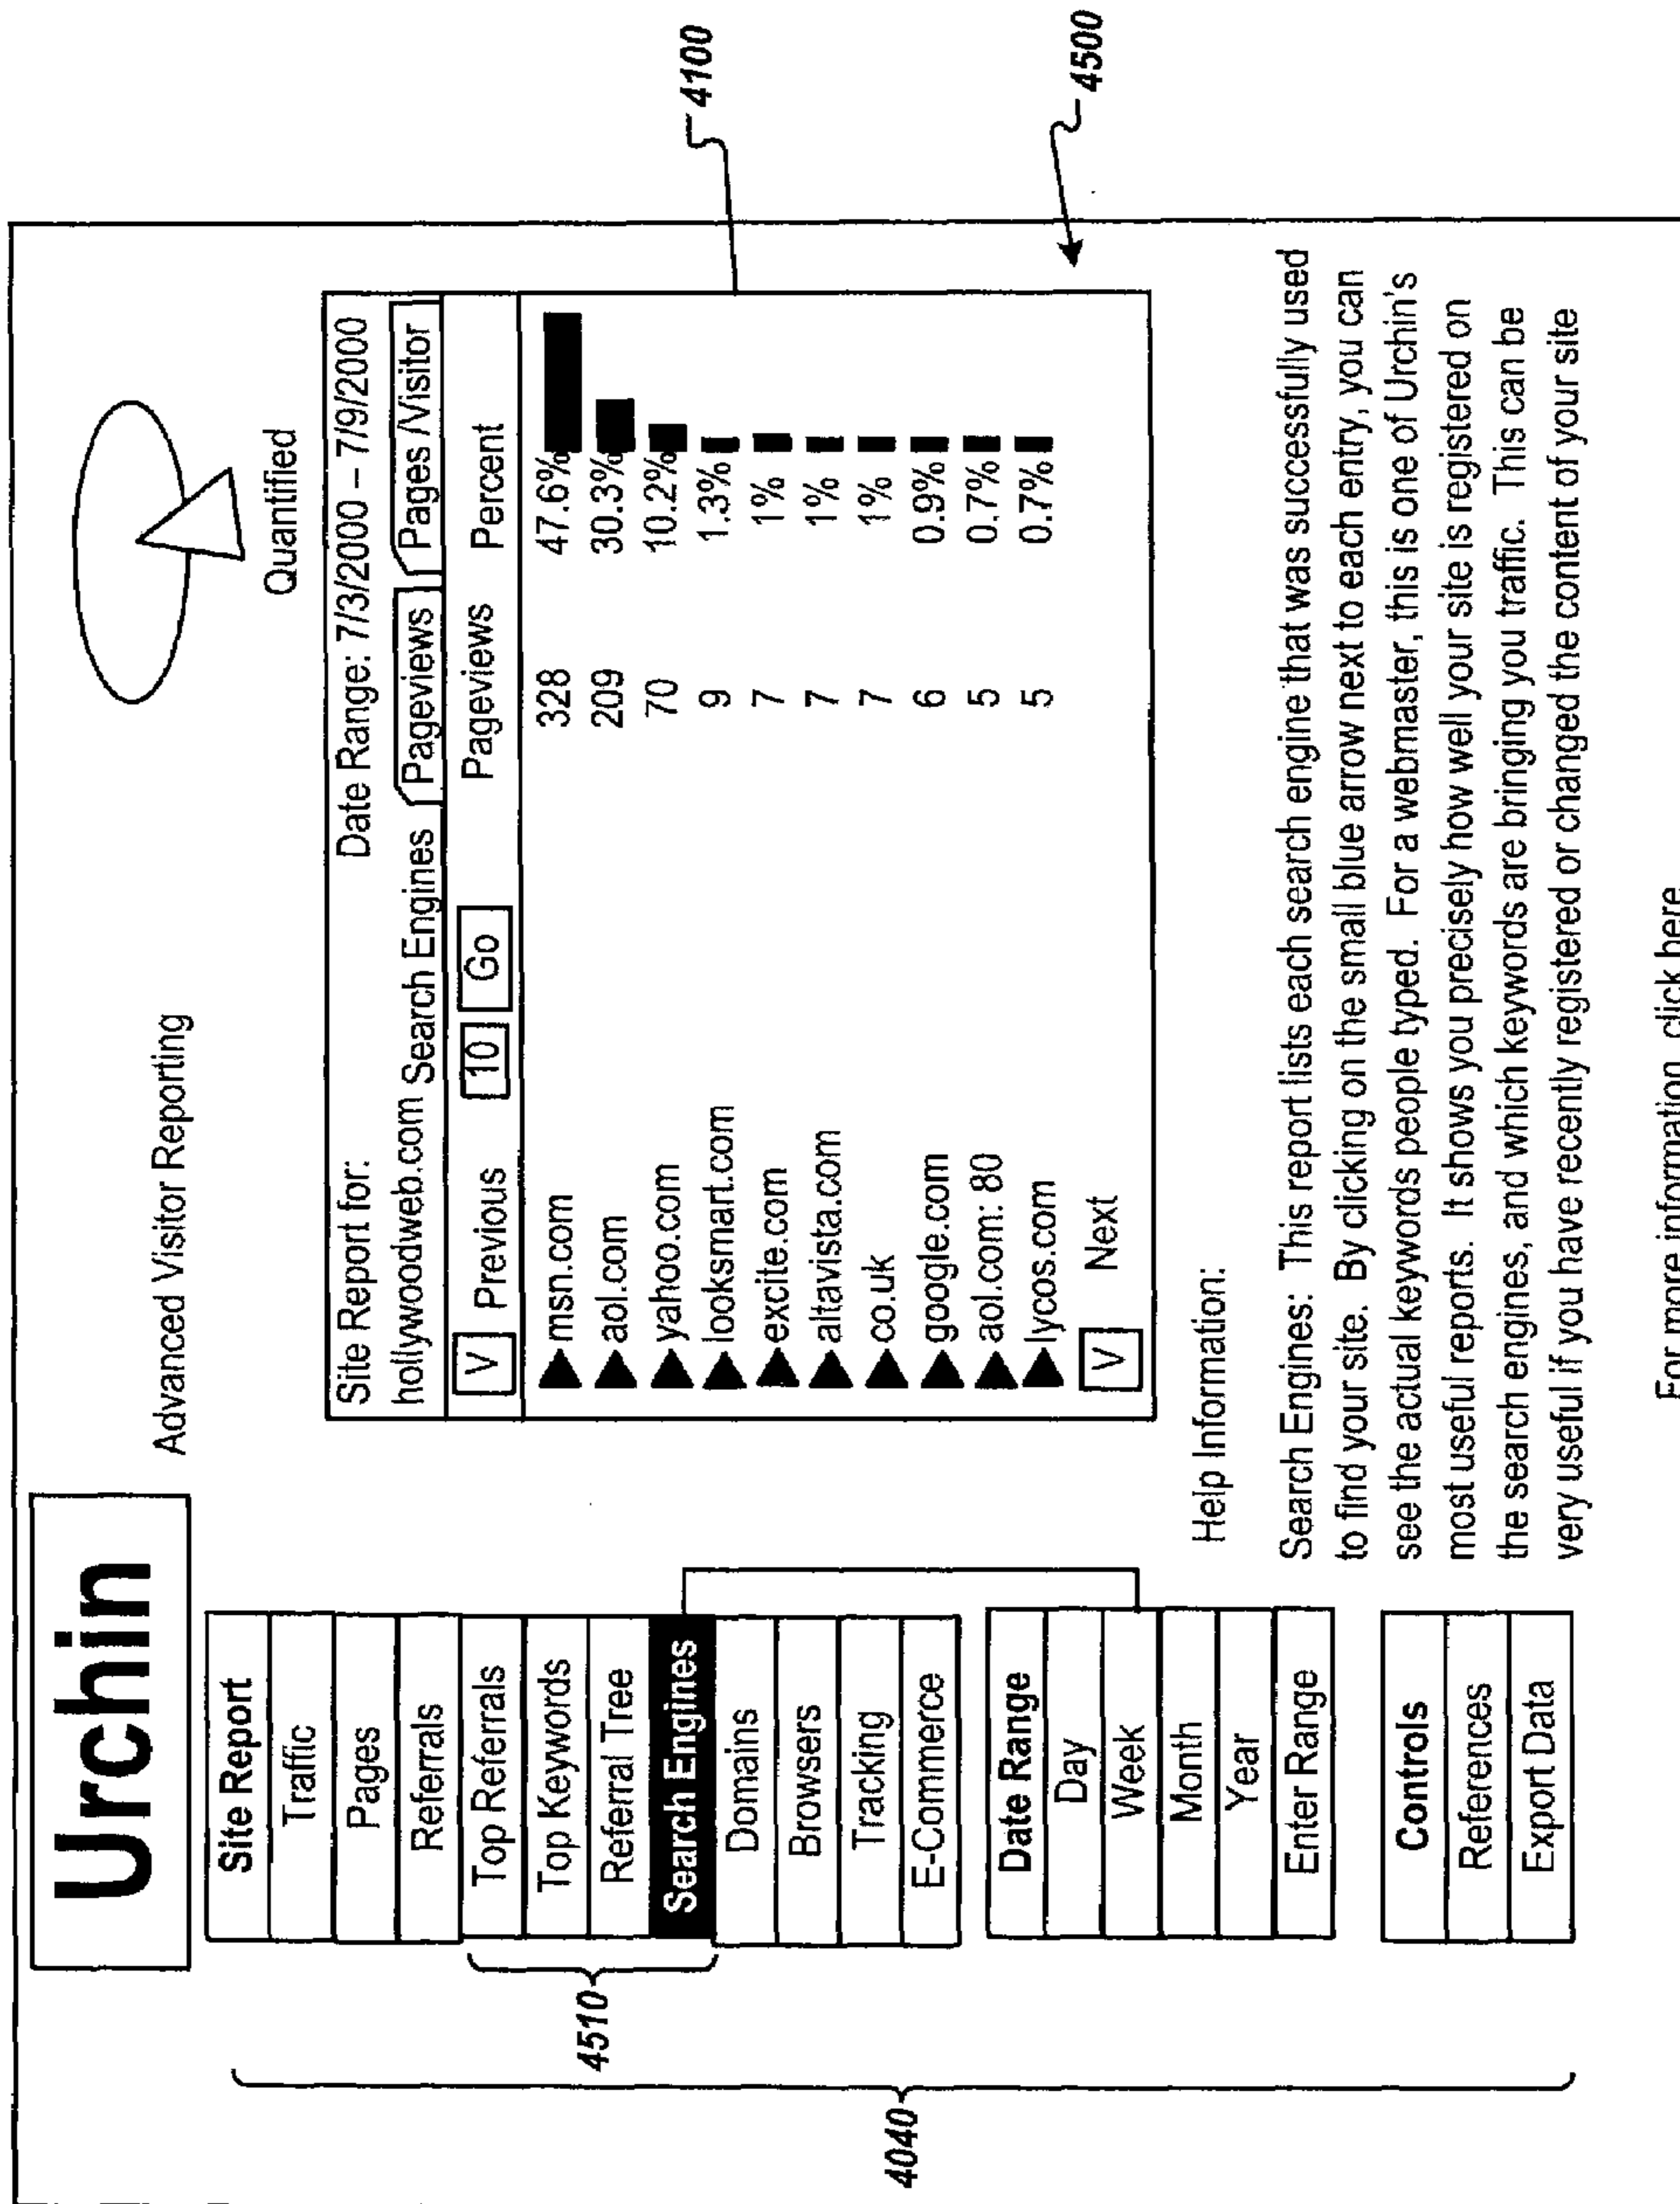 Urchin
Advanced Visitor Reporting
Quantified
Site Report
Traffic
Pages
Referrals
Top Referrals
Top Keywords
Referral Tree
Search Engines
Domains
Browsers
Tracking
E-Commerce
Date Range
Day
Week
Month
Year
Enter Range
Controls
References
Export Data
4510
4040
Site Report for: Date Range: 7/3/2000 – 7/9/2000
hollywoodweb.com Search Engines Pageviews Pages /Visitor
V Previous 10 Go Pageviews Percent
msn.com 328 47.6%
aol.com 209 30.3%
yahoo.com 70 10.2%
looksmart.com 9 1.3%
excite.com 7 1%
altavista.com 7 1%
co.uk 7 1%
google.com 6 0.9%
aol.com: 80 5 0.7%
lycos.com 5 0.7%
V Next
4100
4500
Help Information:
Search Engines: This report lists each search engine that was successfully used
to find your site. By clicking on the small blue arrow next to each entry, you can
see the actual keywords people typed. For a webmaster, this is one of Urchin's
most useful reports. It shows you precisely how well your site is registered on
the search engines, and which keywords are bringing you traffic. This can be
very useful if you have recently registered or changed the content of your site
For more information, click here